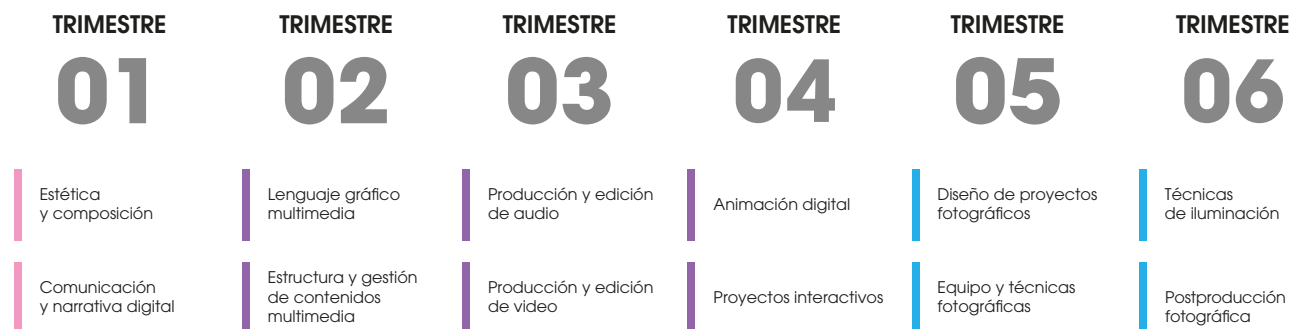 TRIMESTRE
01
Estética
y composición
Comunicación
y narrativa digital
TRIMESTRE
02
Lenguaje gráfico
multimedia
Estructura y gestión
de contenidos
multimedia
TRIMESTRE
03
Producción y edición
de audio
Producción y edición
de video
TRIMESTRE
04
Animación digital
Proyectos interactivos
TRIMESTRE
05
Diseño de proyectos
fotográficos
Equipo y técnicas
fotográficas
TRIMESTRE
06
Técnicas
de iluminación
Postproducción
fotográfica